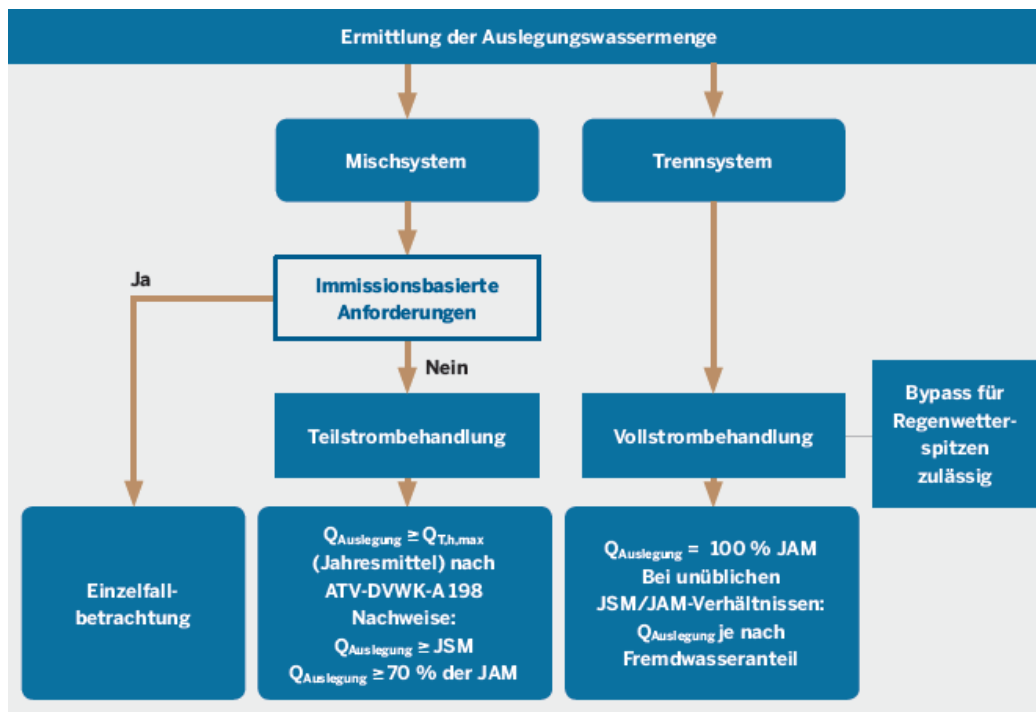 Ermittlung der Auslegungswassermenge
Mischsystem
Trennsystem
Ja
Immissionsbasierte
Anforderungen
Nein
Teilstrombehandlung
Vollstrombehandlung
Bypass für
Regenwetter-
spitzen
zulässig
Einzelfall-
betrachtung
QAuslegung ≥ QT,h,max
(Jahresmittel) nach
ATV-DVWK-A 198
Nachweise:
QAuslegung ≥ JSM
QAuslegung ≥ 70 % der JAM
QAuslegung = 100 % JAM
Bei unüblichen
JSM/JAM-Verhältnissen:
QAuslegung je nach
Fremdwasseranteil